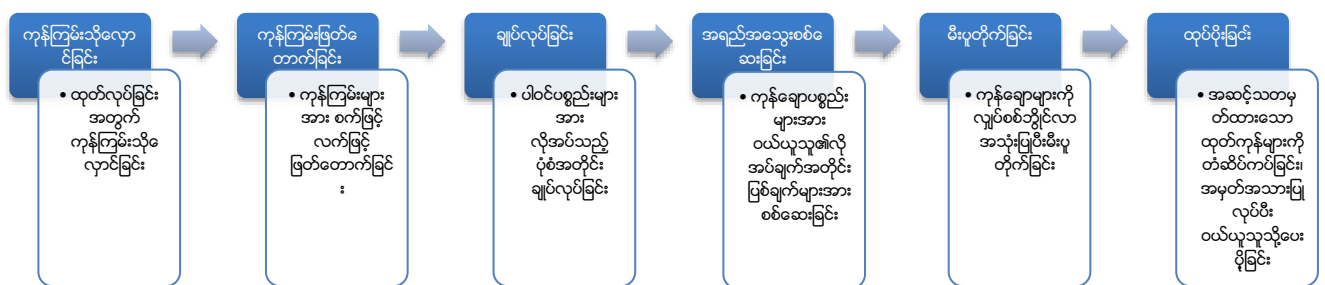 ကုန်ကြမ်းသိုလှော
င်ခြင်း
• ထုတ်လုပ်ခြင်း
အတွက်
ကုန်ကြမ်းသို
လှောင်ခြင်း
ကုန်ကြမ်းဖြတ်
တောက်ခြင်း
• ကုန်ကြမ်းများ
အား စက်ဖြင့်
လက်ဖြင့်
ဖြတ်တောက်ခြင်
း
ချုပ်လုပ်ခြင်း
• ပါဝင်ပစ္စည်းများ
အား
လိုအပ်သည့်
ပုံစံအတိုင်း
ချုပ်လုပ်ခြင်း
အရည်အသွေးစစ်
ဆေးခြင်း
• ကုန်ချောပစ္စည်း
များအား
ဝယ်ယူသူ၏လို
အပ်ချက်အတိုင်း
ပြစ်ချက်များအား
စစ်ဆေးခြင်း
မီးပူတိုက်ခြင်း
• ကုန်ချောများကို
လျှပ်စစ်ဘွိုင်လာ
အသုံးပြုပြီးမီးပူ
တိုက်ခြင်း
ထုပ်ပိုးခြင်း
• အဆင့်သတမှ
တ်ထားသော
ထုတ်ကုန်များကို
တံဆိပ်ကပ်ခြင်း၊
အမှတ်အသားပြု
လုပ်ပြီး
ဝယ်ယူသူသို့ပေး
ပို့ခြင်း